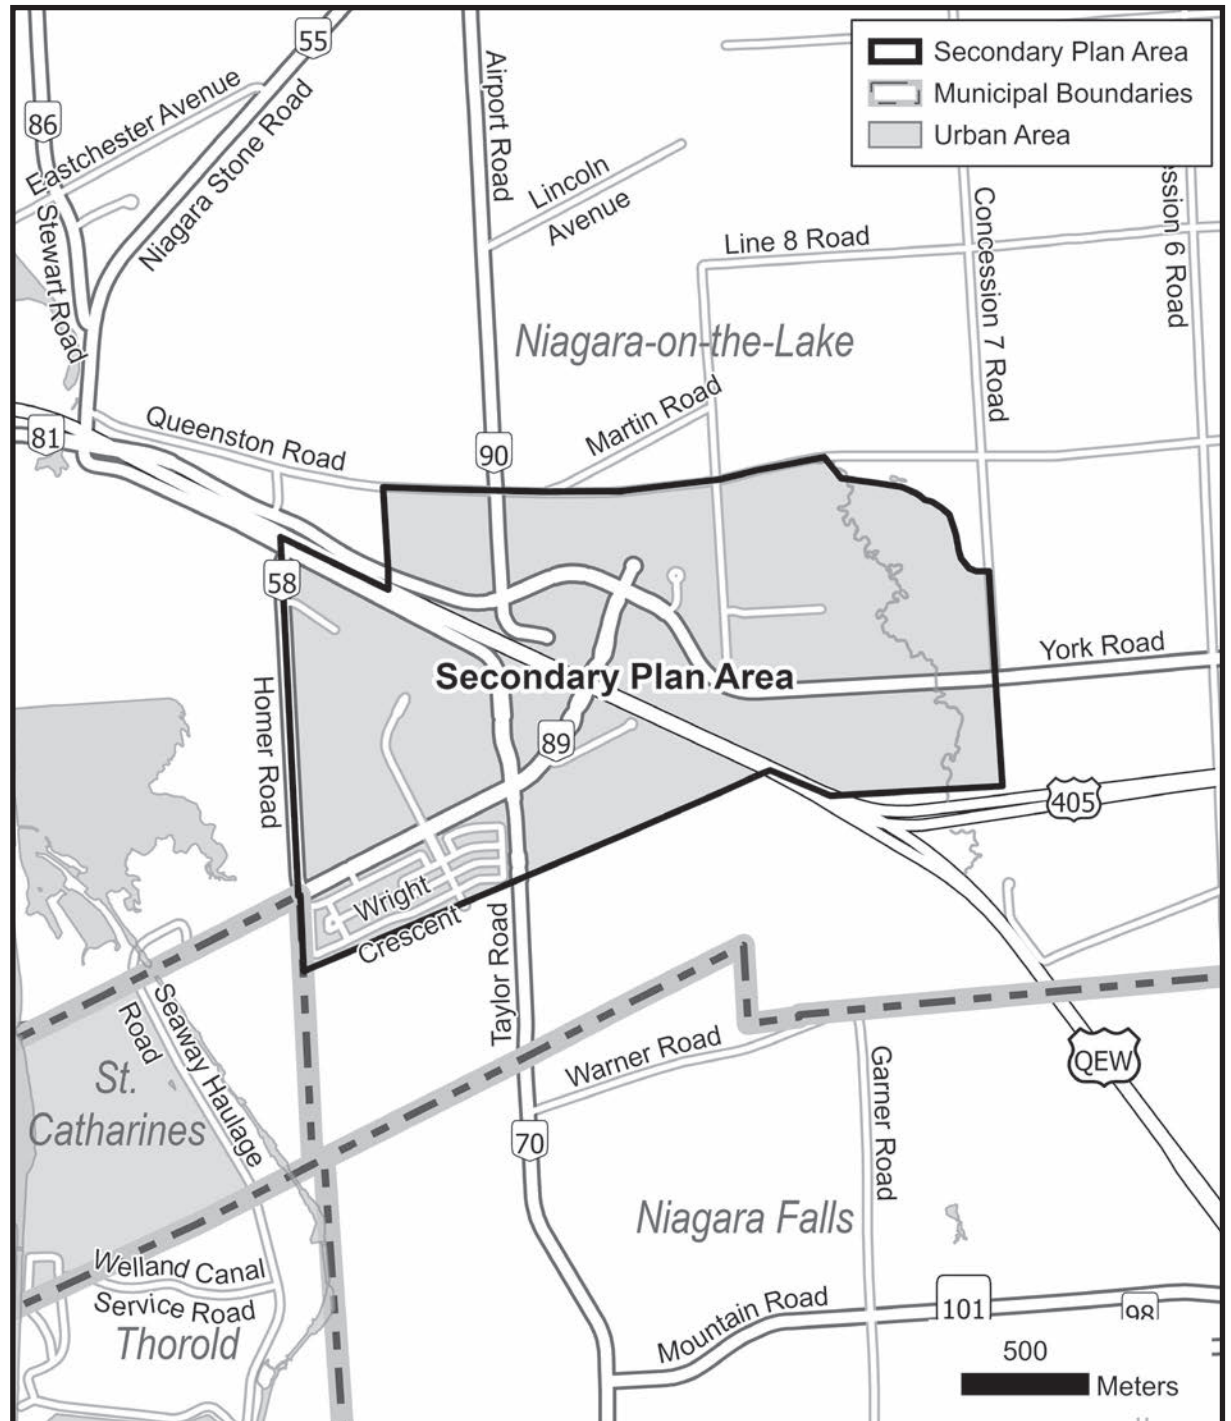 55
Secondary Plan Area
Municipal Boundaries
Urban Area
86
Eastchester Avenue
Niagara Stone Road
Airport Road
Lincoln
Avenue
Stewart Road
Line 8 Road
Concession 7 Road
ession 6 Road
Niagara-on-the-Lake
Martin Road
81
Queenston Road
90
58
York Road
Secondary Plan Area
Homer Road
89
405
Wright
Crescent
Taylor Road
Seaway Haulage
Road
St.
Catharines
Warner Road
QEW
Garner Road
70
Niagara Falls
Welland Canal
Service Road
Thorold
Mountain Road
101
98
500
Meters